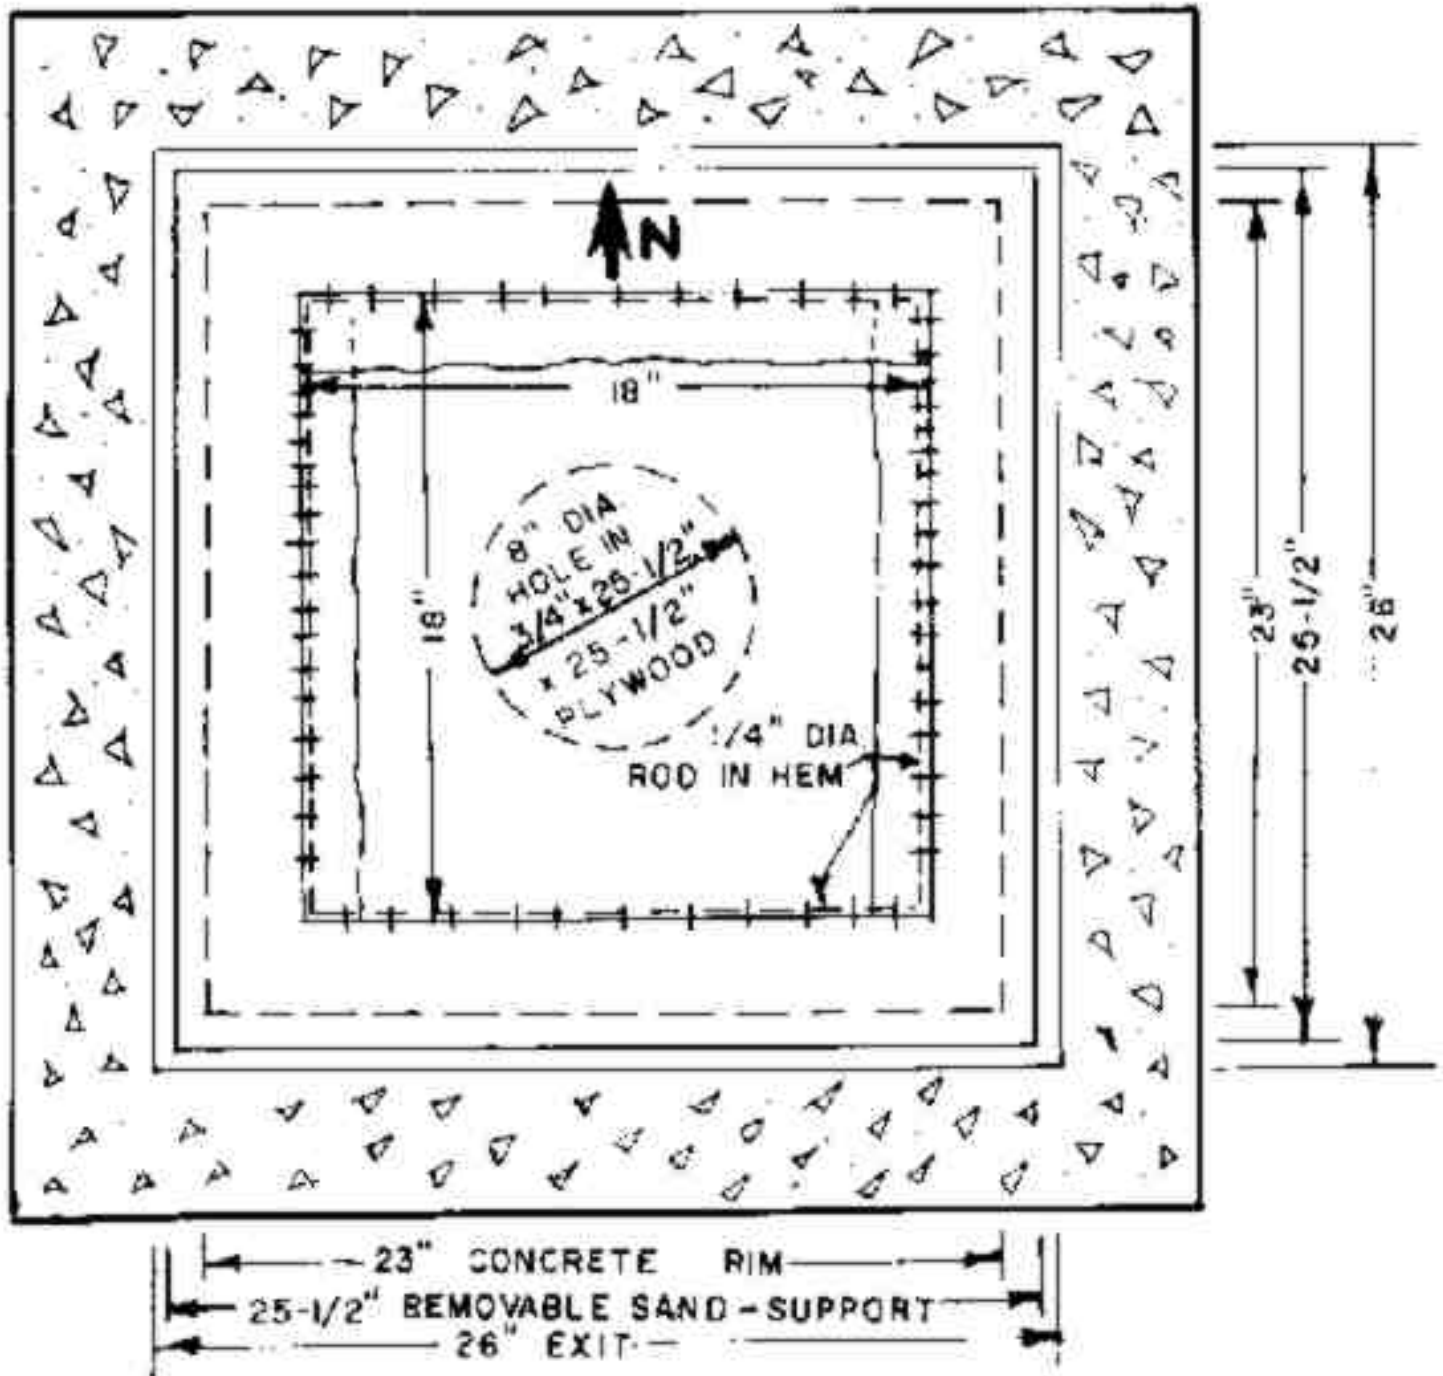 N
18"
8" DIA.
HOLE IN
3/4" x 25-1/2"
x 25-1/2"
PLYWOOD
18"
1/4" DIA
ROD IN HEM
23"
25-1/2"
26"
23" CONCRETE RIM
25-1/2" REMOVABLE SAND-SUPPORT
26" EXIT